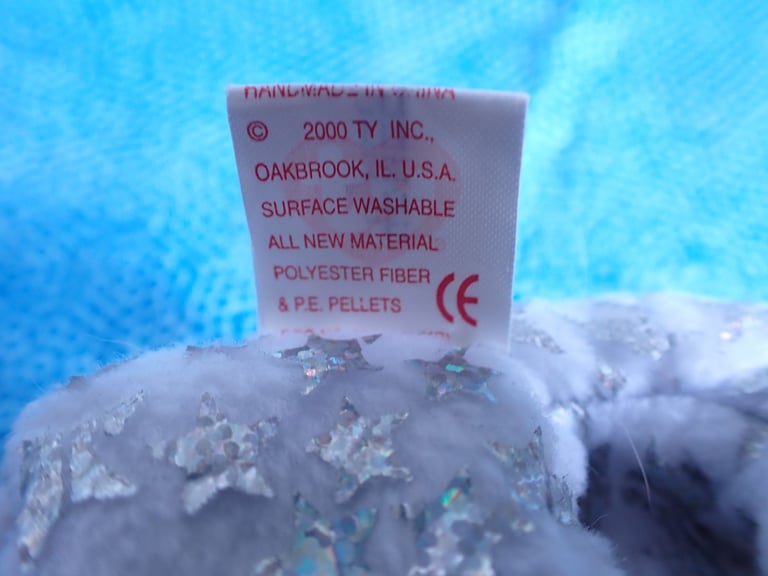 HANDMADE IN CHINA
© 2000 TY INC.,
OAKBROOK, IL. U.S.A.
SURFACE WASHABLE
ALL NEW MATERIAL
POLYESTER FIBER
& P.E. PELLETS
CE